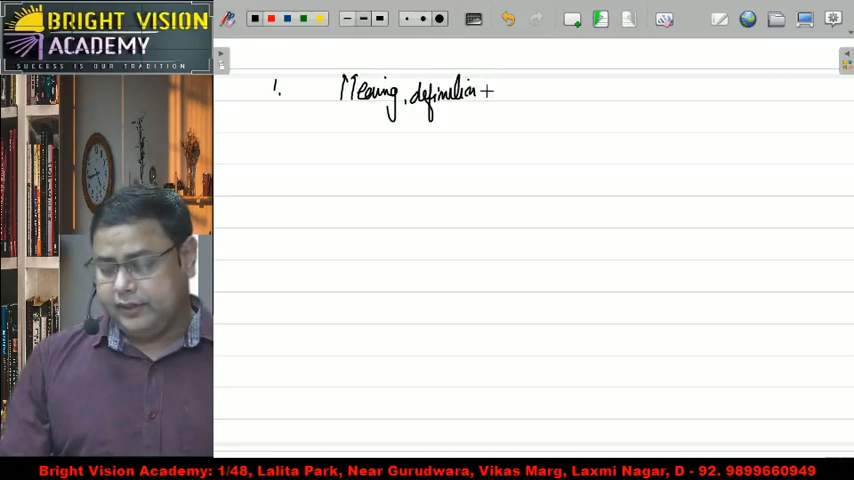 BRIGHT VISION
ACADEMY
SUCCESS IS OUR TRADITION
1. Meaning, definition +
Bright Vision Academy: 1/48, Lalita Park, Near Gurudwara, Vikas Marg, Laxmi Nagar, D - 92. 9899660949